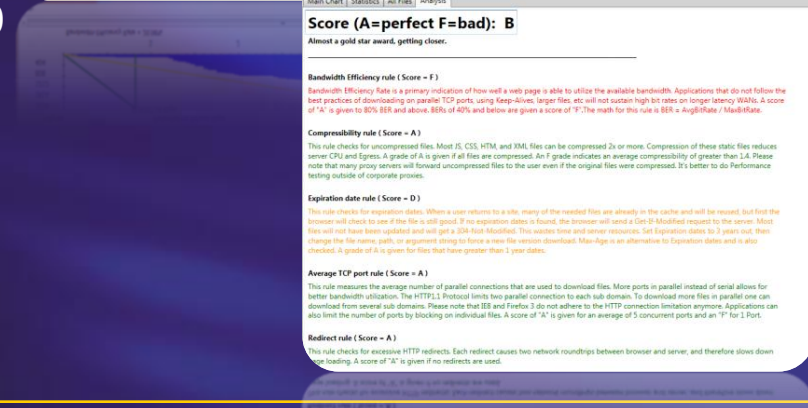 Main Chart Statistics All Files Analysis
Score (A=perfect F=bad): B
Almost a gold star award, getting closer.
Bandwidth Efficiency rule ( Score = F )
Bandwidth Efficiency Rate is a primary indication of how well a web page is able to utilize the available bandwidth. Applications that do not follow the
best practices of downloading on parallel TCP ports, using Keep-Alives, larger files, etc will not sustain high bit rates on longer latency WANs. A score
of "A" is given to 80% BER and above. BERs of 40% and below are given a score of "F".The math for this rule is BER = AvgBitRate / MaxBitRate.
Compressibility rule ( Score = A )
This rule checks for uncompressed files. Most JS, CSS, HTM, and XML files can be compressed 2x or more. Compression of these static files reduces
server CPU and Egress. A grade of A is given if all files are compressed. An F grade indicates an average compressibility of greater than 1.4. Please
note that many proxy servers will forward uncompressed files to the user even if the original files were compressed. It's better to do Performance
testing outside of corporate proxies.
Expiration date rule ( Score = D )
This rule checks for expiration dates. When a user returns to a site, many of the needed files are already in the cache and will be reused, but first the
browser will check to see if the file is still good. If no expiration dates is found, the browser will send a Get-If-Modified request to the server. Most
files will not have been updated and will get a 304-Not-Modified. This wastes time and server resources. Set Expiration dates to 3 years out, then
change the file name, path, or argument string to force a new file version download. Max-Age is an alternative to Expiration dates and is also
checked. A grade of A is given for files that have greater than 1 year dates.
Average TCP port rule ( Score = A )
This rule measures the average number of parallel connections that are used to download files. More ports in parallel instead of serial allows for
better bandwidth utilization. The HTTP1.1 Protocol limits two parallel connection to each sub domain. To download more files in parallel one can
download from several sub domains. Please note that IE8 and Firefox 3 do not adhere to the HTTP connection limitation anymore. Applications can
also limit the number of ports by blocking on individual files. A score of "A" is given for an average of 5 concurrent ports and an "F" for 1 Port.
Redirect rule ( Score = A )
This rule checks for excessive HTTP redirects. Each redirect causes two network roundtrips between browser and server, and therefore slows down
page loading. A score of "A" is given if no redirects are used.